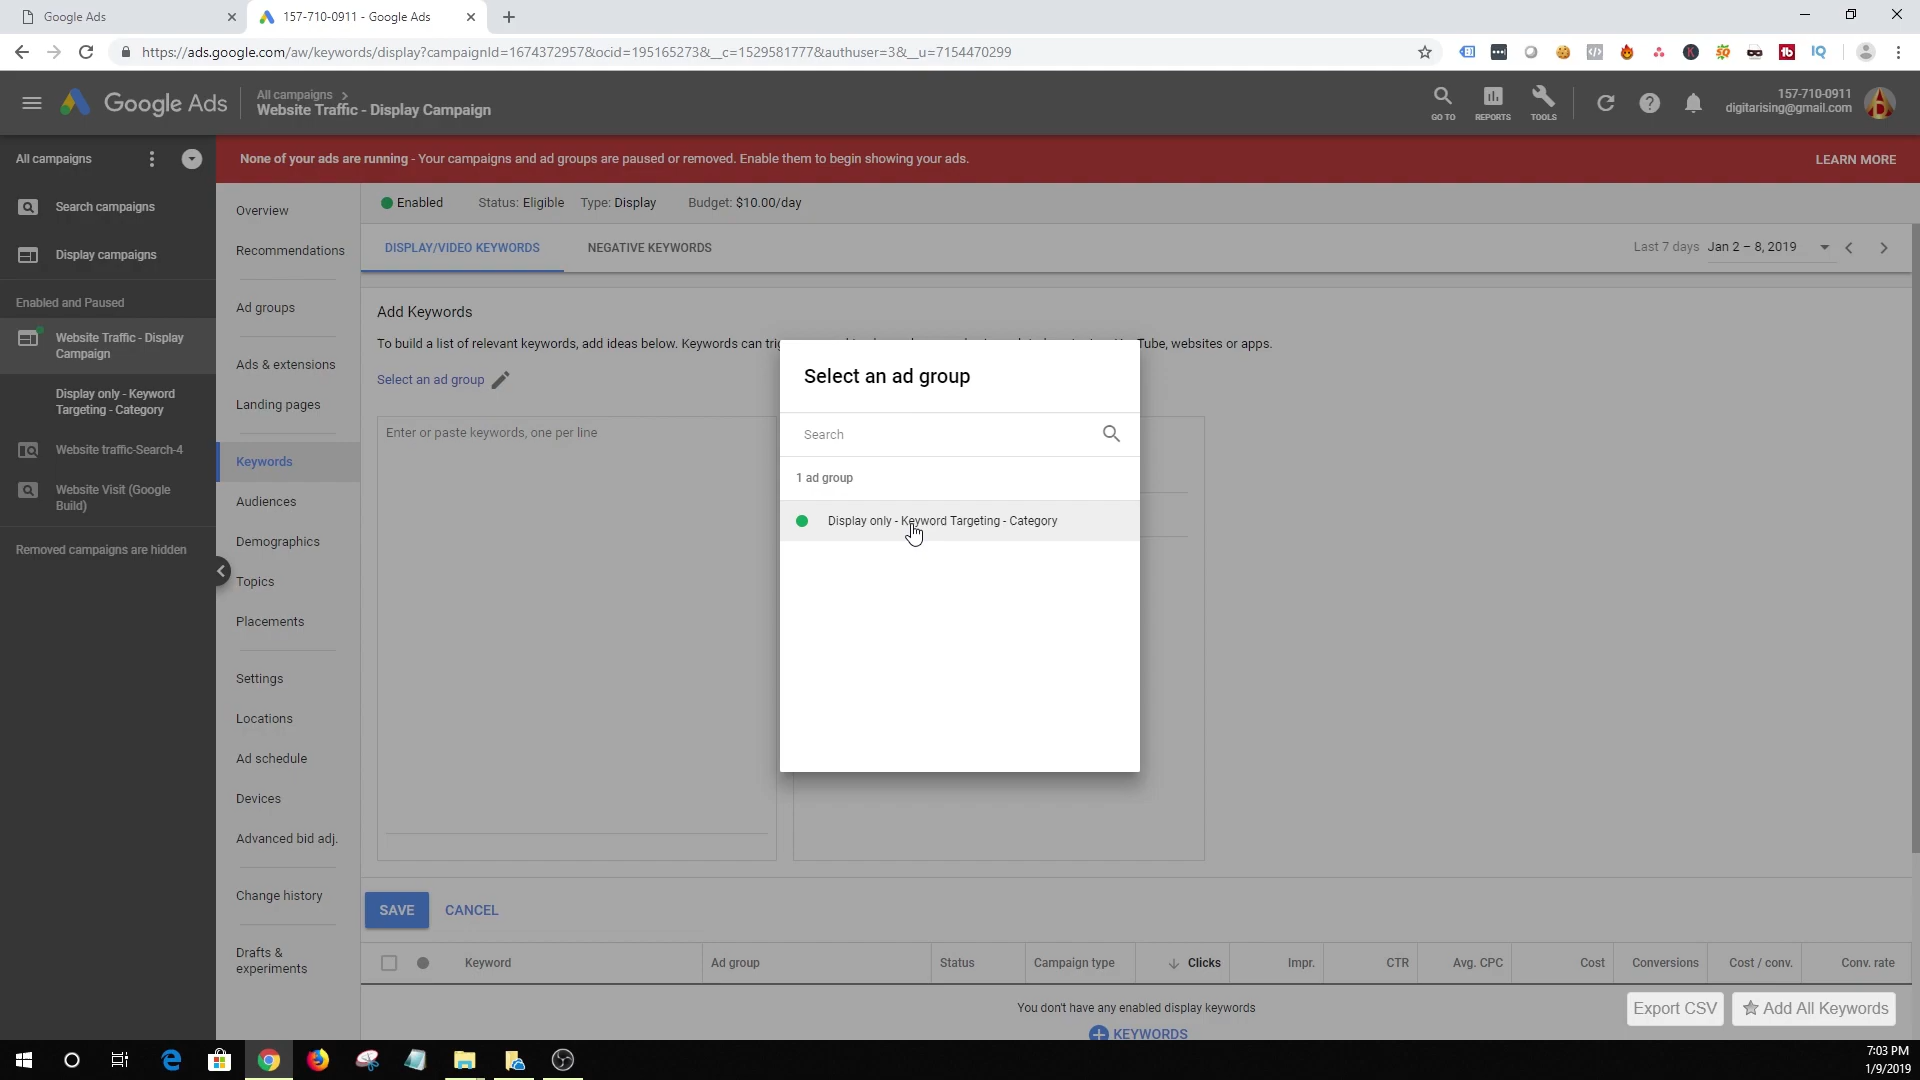 Google Ads
157-710-0911 - Google Ads
https://ads.google.com/aw/keywords/display?campaignId=1674372957&ocid=195165273&__c=1529581777&authuser=3&__u=7154470299
Google Ads
All campaigns
Website Traffic - Display Campaign
GO TO
REPORTS
TOOLS
157-710-0911
digitarising@gmail.com
All campaigns
None of your ads are running - Your campaigns and ad groups are paused or removed. Enable them to begin showing your ads.
LEARN MORE
Search campaigns
Display campaigns
Enabled and Paused
Website Traffic - Display
Campaign
Display only - Keyword
Targeting - Category
Website traffic-Search-4
Website Visit (Google
Build)
Removed campaigns are hidden
Overview
Recommendations
Ad groups
Ads & extensions
Landing pages
Keywords
Audiences
Demographics
Topics
Placements
Settings
Locations
Ad schedule
Devices
Advanced bid adj.
Change history
Drafts &
experiments
Enabled Status: Eligible Type: Display Budget: $10.00/day
DISPLAY/VIDEO KEYWORDS
NEGATIVE KEYWORDS
Last 7 days Jan 2 – 8, 2019
Add Keywords
To build a list of relevant keywords, add ideas below. Keywords can
Tube, websites or apps.
Select an ad group
Enter or paste keywords, one per line
Select an ad group
Search
1 ad group
Display only - Keyword Targeting - Category
SAVE
CANCEL
Keyword
Ad group
Status
Campaign type
Clicks
Impr.
CTR
Avg. CPC
Cost
Conversions
Cost / conv.
Conv. rate
You don't have any enabled display keywords
KEYWORDS
Export CSV
Add All Keywords
7:03 PM
1/9/2019